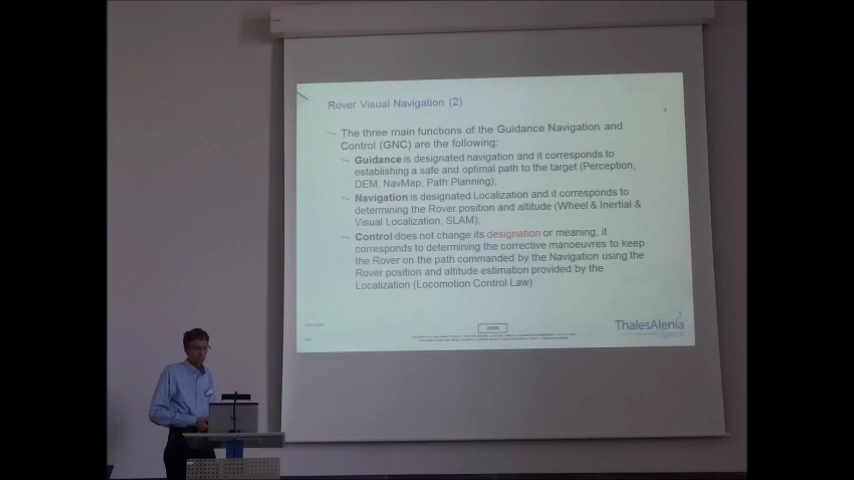 Rover Visual Navigation (2)
The three main functions of the Guidance Navigation and
Control (GNC) are the following:
Guidance is designated navigation and it corresponds to
establishing a safe and optimal path to the target (Perception,
DEM, NavMap, Path Planning);
Navigation is designated Localization and it corresponds to
determining the Rover position and altitude (Wheel & Inertial &
Visual Localization, SLAM);
Control does not change its designation or meaning, it
corresponds to determining the corrective manoeuvres to keep
the Rover on the path commanded by the Navigation using the
Rover position and altitude estimation provided by the
Localization (Locomotion Control Law)
OPEN
ThalesAlenia
Space